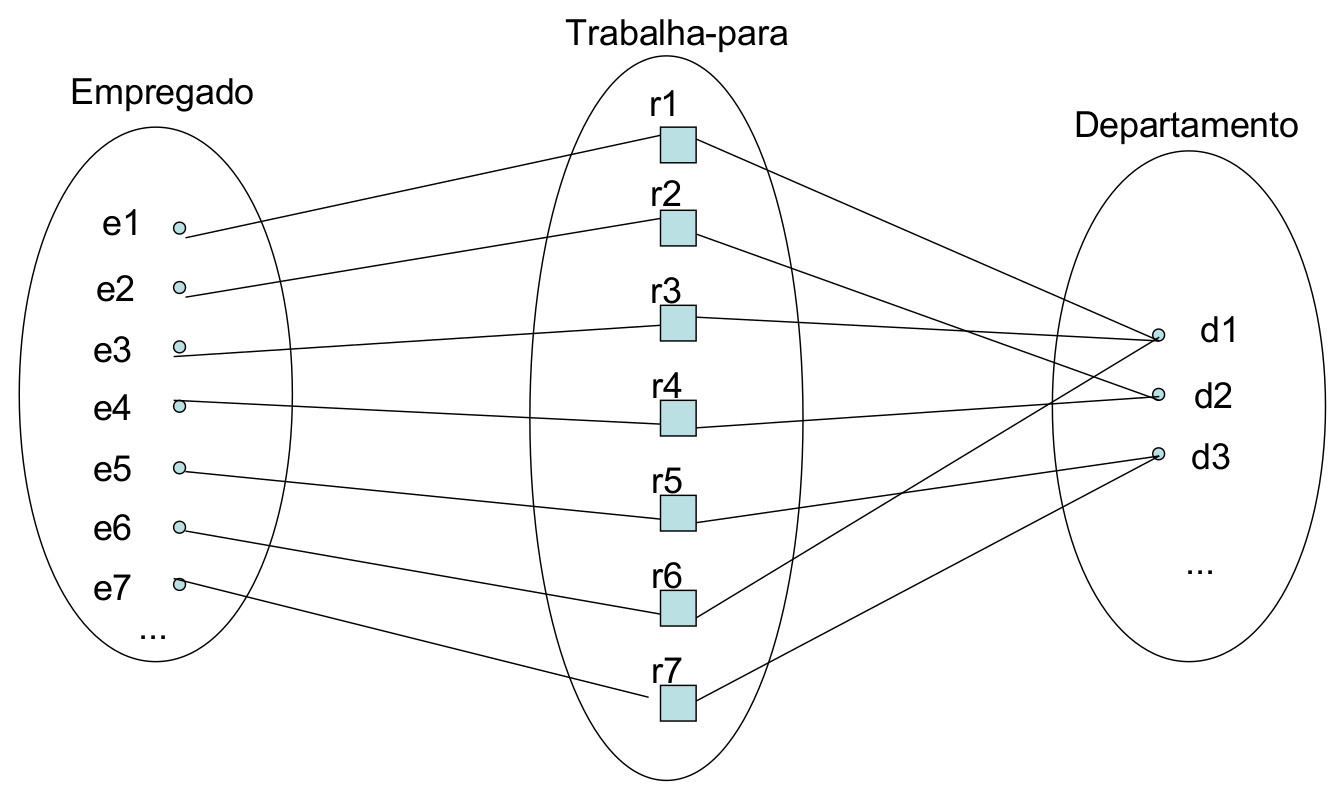 Trabalha-para
Empregado
Departamento
r1
r2
r3
r4
r5
r6
r7
e1
e2
e3
e4
e5
e6
e7
...
d1
d2
d3
...